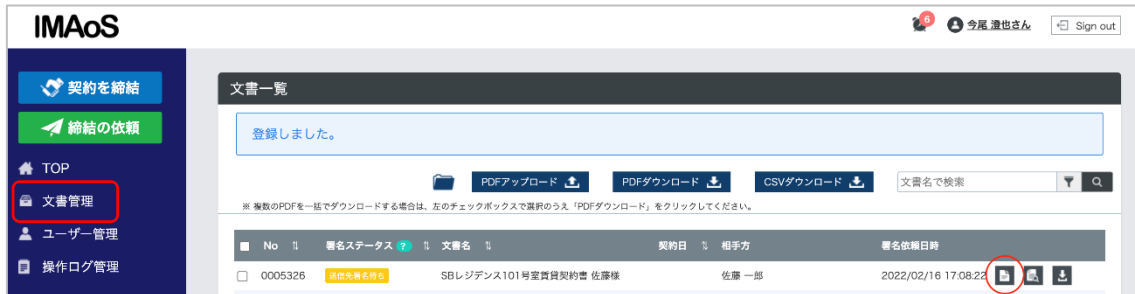 IMAoS
6
今尾 澄也さん
Sign out
契約を締結
締結の依頼
TOP
文書管理
ユーザー管理
操作ログ管理
文書一覧
登録しました。
PDFアップロード
PDFダウンロード
CSVダウンロード
文書名で検索
※ 複数のPDFを一括でダウンロードする場合は、左のチェックボックスで選択のうえ「PDFダウンロード」をクリックしてください。
No 署名ステータス ? 文書名 契約日 相手方 署名依頼日時
0005326 送信先署名待ち SBレジデンス101号室賃貸契約書 佐藤様 佐藤 一郎 2022/02/16 17:08:22